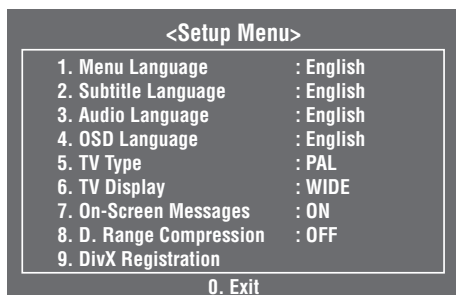 <Setup Menu>
1. Menu Language : English
2. Subtitle Language : English
3. Audio Language : English
4. OSD Language : English
5. TV Type : PAL
6. TV Display : WIDE
7. On-Screen Messages : ON
8. D. Range Compression : OFF
9. DivX Registration
0. Exit